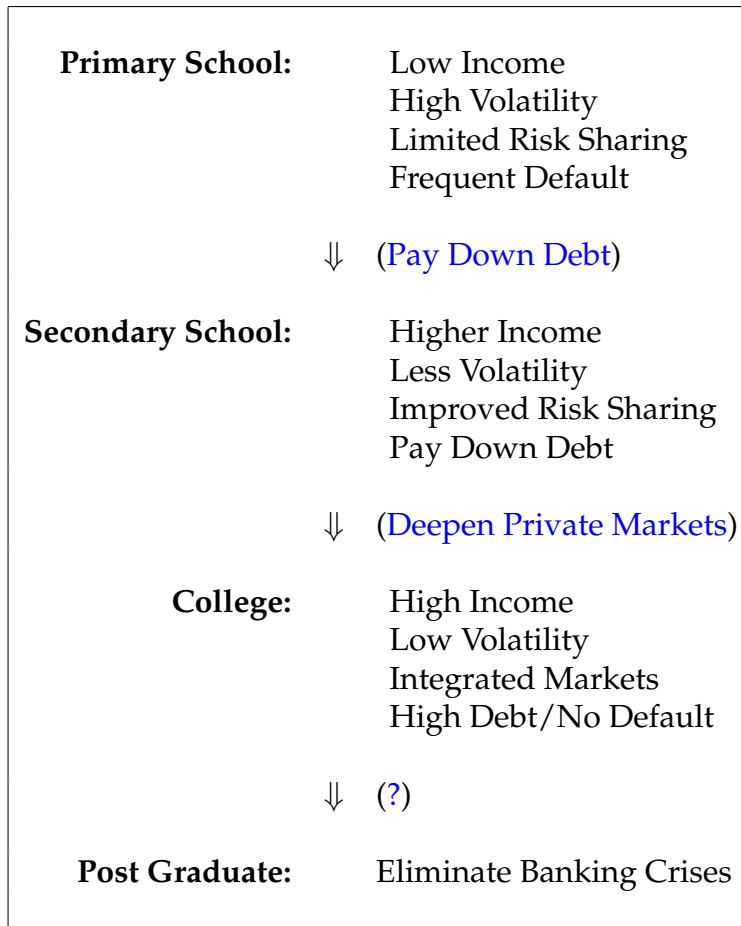 Primary School: Low Income
High Volatility
Limited Risk Sharing
Frequent Default
⇓ (Pay Down Debt)
Secondary School: Higher Income
Less Volatility
Improved Risk Sharing
Pay Down Debt
⇓ (Deepen Private Markets)
College: High Income
Low Volatility
Integrated Markets
High Debt/No Default
⇓ (?)
Post Graduate: Eliminate Banking Crises